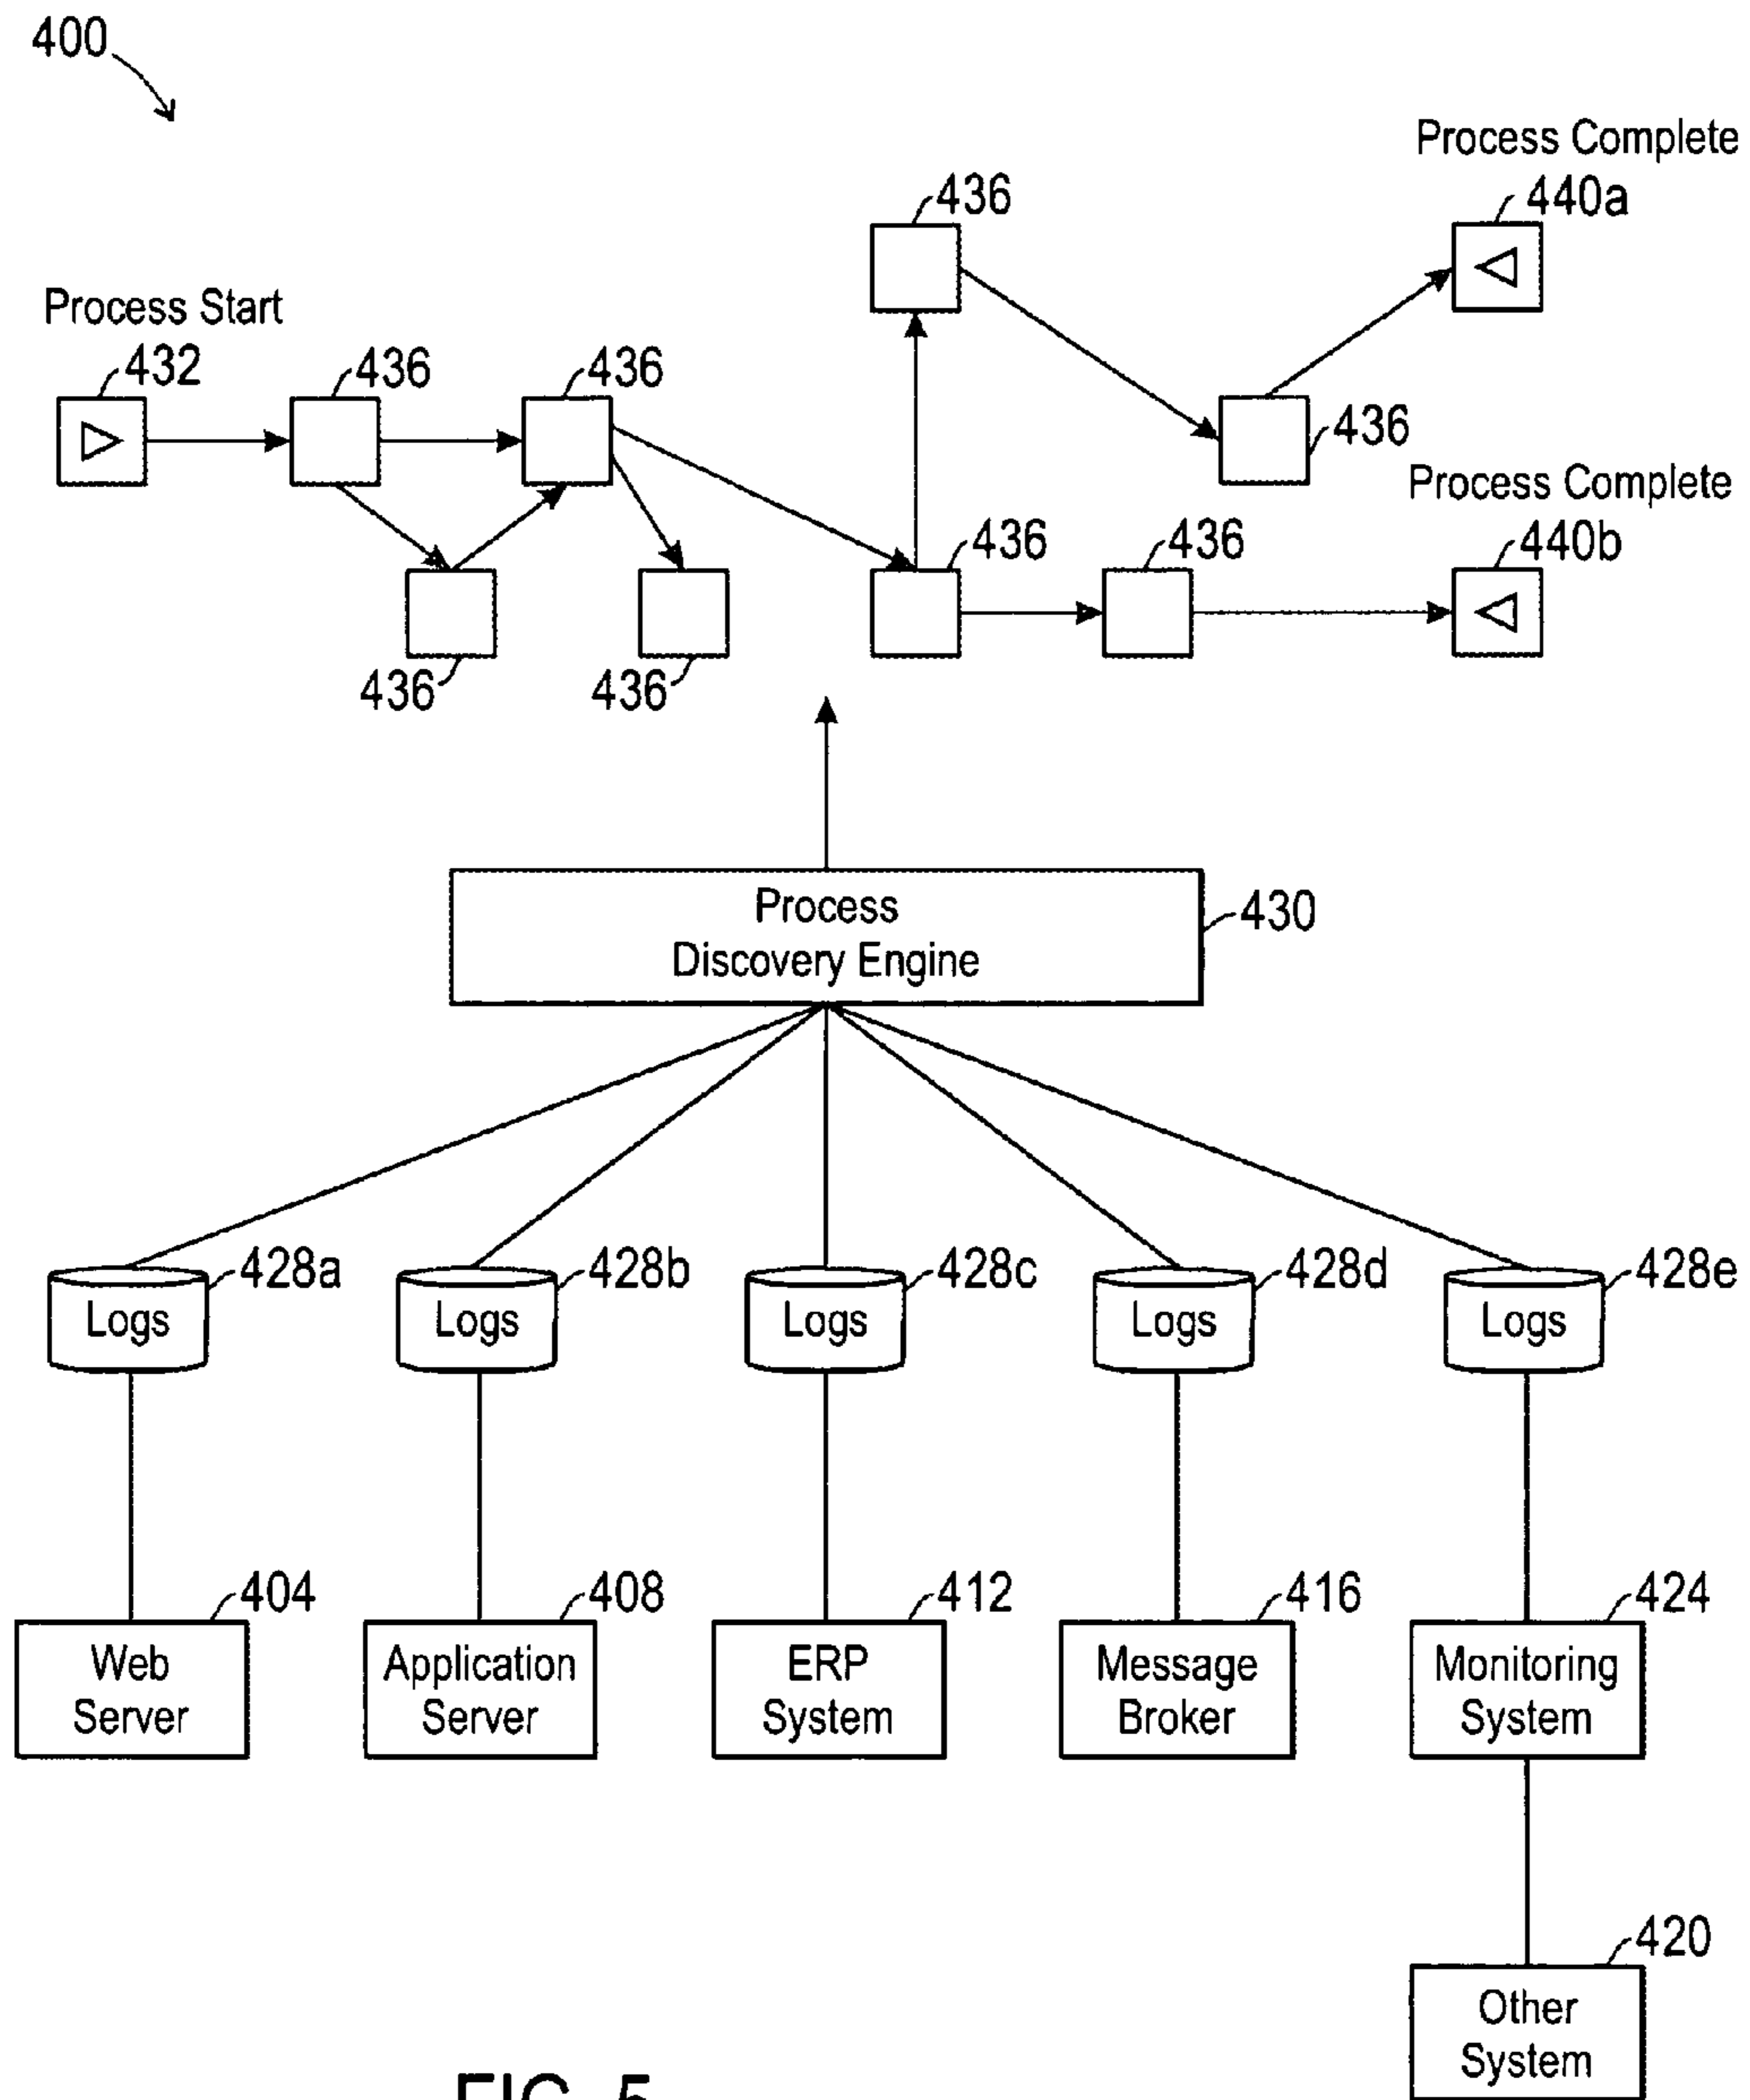 400
Process Complete
436
440a
Process Start
432
436
436
436
Process Complete
436
436
440b
436
436
Process
Discovery Engine
430
428a
428b
428c
428d
428e
Logs
Logs
Logs
Logs
Logs
404
408
412
416
424
Web
Server
Application
Server
ERP
System
Message
Broker
Monitoring
System
420
Other
System
FIG. 5